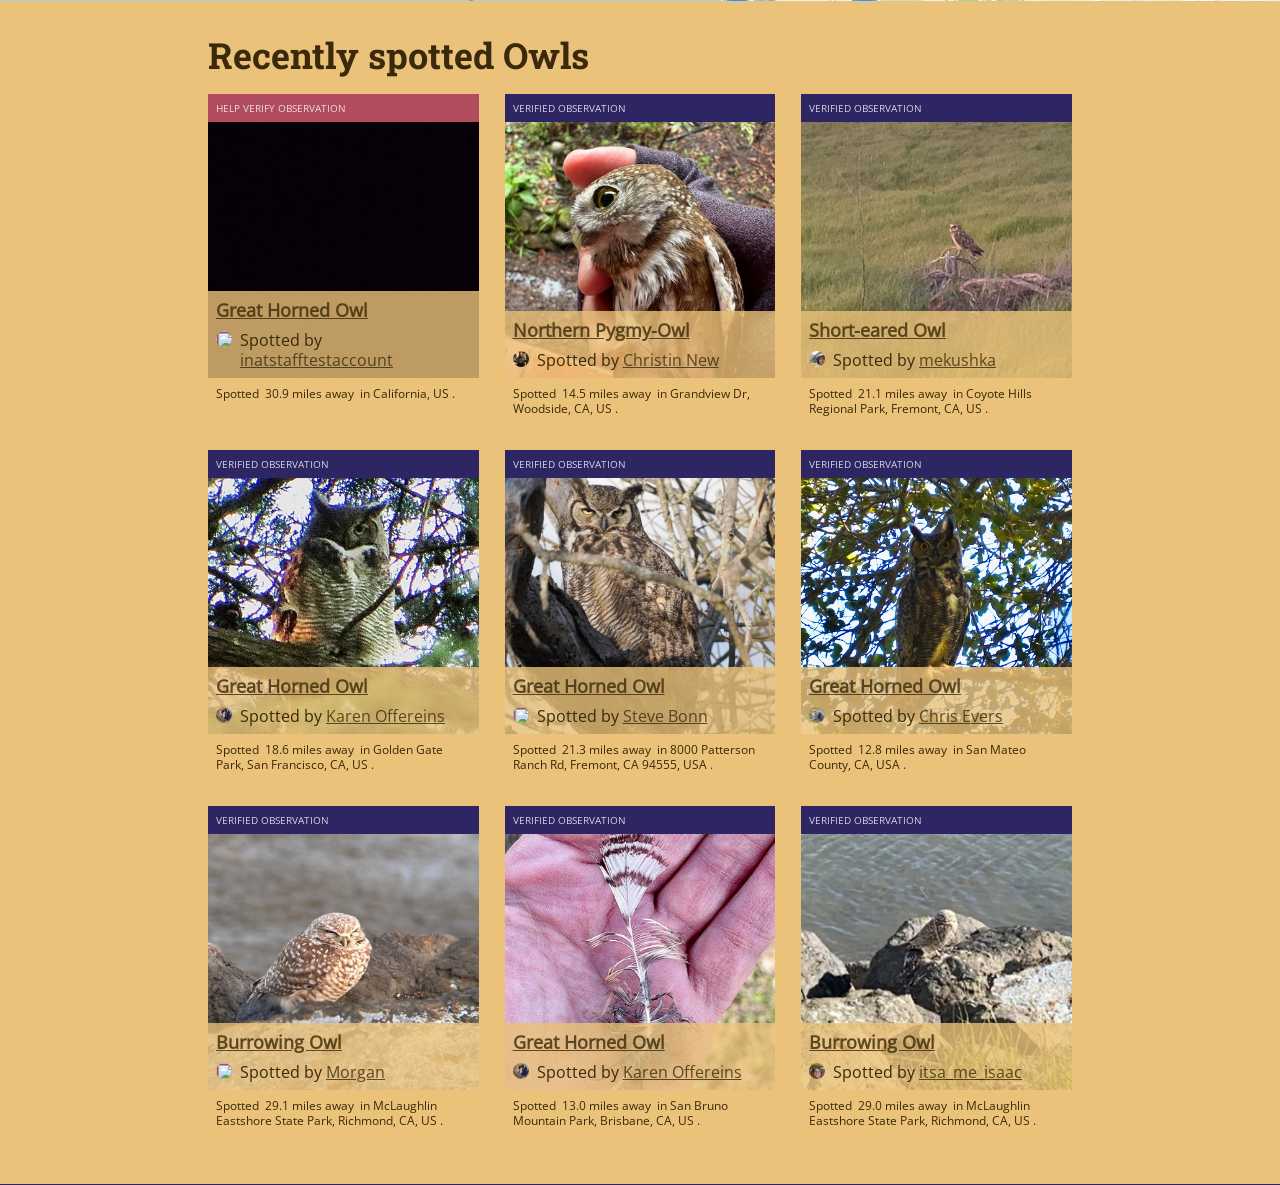 Recently spotted Owls
HELP VERIFY OBSERVATION
Great Horned Owl
Spotted by
inatstafftestaccount
Spotted 30.9 miles away in California, US .
VERIFIED OBSERVATION
Northern Pygmy-Owl
Spotted by Christin New
Spotted 14.5 miles away in Grandview Dr,
Woodside, CA, US .
VERIFIED OBSERVATION
Short-eared Owl
Spotted by mekushka
Spotted 21.1 miles away in Coyote Hills
Regional Park, Fremont, CA, US .
VERIFIED OBSERVATION
Great Horned Owl
Spotted by Karen Offereins
Spotted 18.6 miles away in Golden Gate
Park, San Francisco, CA, US .
VERIFIED OBSERVATION
Great Horned Owl
Spotted by Steve Bonn
Spotted 21.3 miles away in 8000 Patterson
Ranch Rd, Fremont, CA 94555, USA .
VERIFIED OBSERVATION
Great Horned Owl
Spotted by Chris Evers
Spotted 12.8 miles away in San Mateo
County, CA, USA .
VERIFIED OBSERVATION
Burrowing Owl
Spotted by Morgan
Spotted 29.1 miles away in McLaughlin
Eastshore State Park, Richmond, CA, US .
VERIFIED OBSERVATION
Great Horned Owl
Spotted by Karen Offereins
Spotted 13.0 miles away in San Bruno
Mountain Park, Brisbane, CA, US .
VERIFIED OBSERVATION
Burrowing Owl
Spotted by itsa_me_isaac
Spotted 29.0 miles away in McLaughlin
Eastshore State Park, Richmond, CA, US .